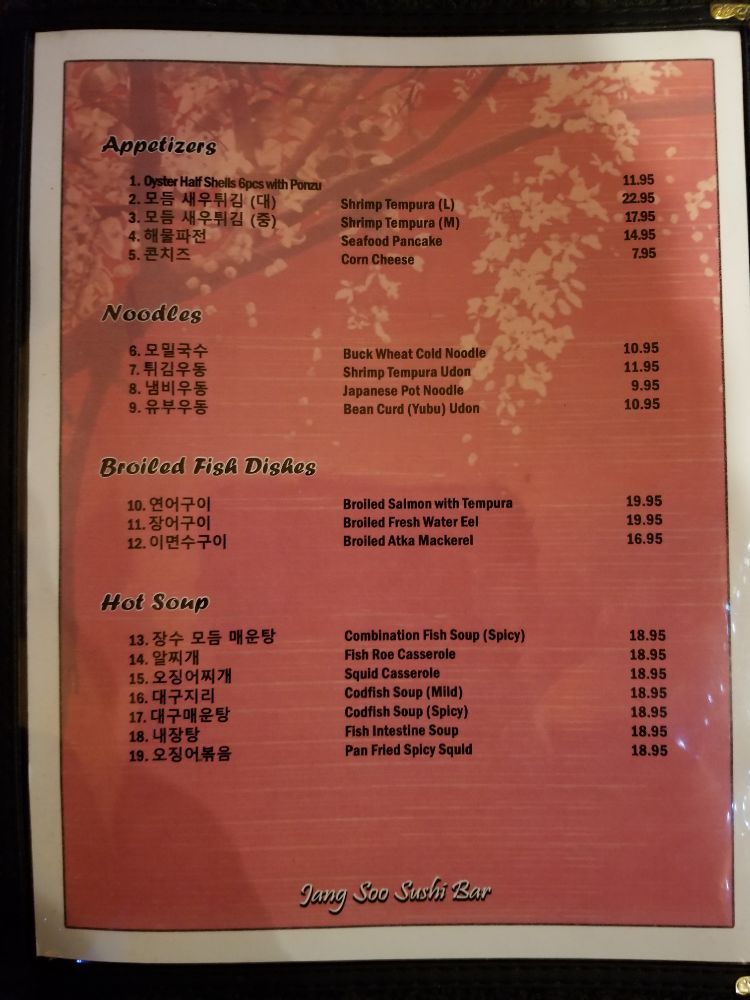 Appetizers
1. Oyster Half Shells 6pcs with Ponzu 11.95
2. 모듬 새우튀김 (대) Shrimp Tempura (L) 22.95
3. 모듬 새우튀김 (중) Shrimp Tempura (M) 17.95
4. 해물파전 Seafood Pancake 14.95
5. 콘치즈 Corn Cheese 7.95
Noodles
6. 모밀국수 Buck Wheat Cold Noodle 10.95
7. 튀김우동 Shrimp Tempura Udon 11.95
8. 냄비우동 Japanese Pot Noodle 9.95
9. 유부우동 Bean Curd (Yubu) Udon 10.95
Broiled Fish Dishes
10. 연어구이 Broiled Salmon with Tempura 19.95
11. 장어구이 Broiled Fresh Water Eel 19.95
12. 이면수구이 Broiled Atka Mackerel 16.95
Hot Soup
13. 장수 모듬 매운탕 Combination Fish Soup (Spicy) 18.95
14. 알찌개 Fish Roe Casserole 18.95
15. 오징어찌개 Squid Casserole 18.95
16. 대구지리 Codfish Soup (Mild) 18.95
17. 대구매운탕 Codfish Soup (Spicy) 18.95
18. 내장탕 Fish Intestine Soup 18.95
19. 오징어볶음 Pan Fried Spicy Squid 18.95
Jang Soo Sushi Bar